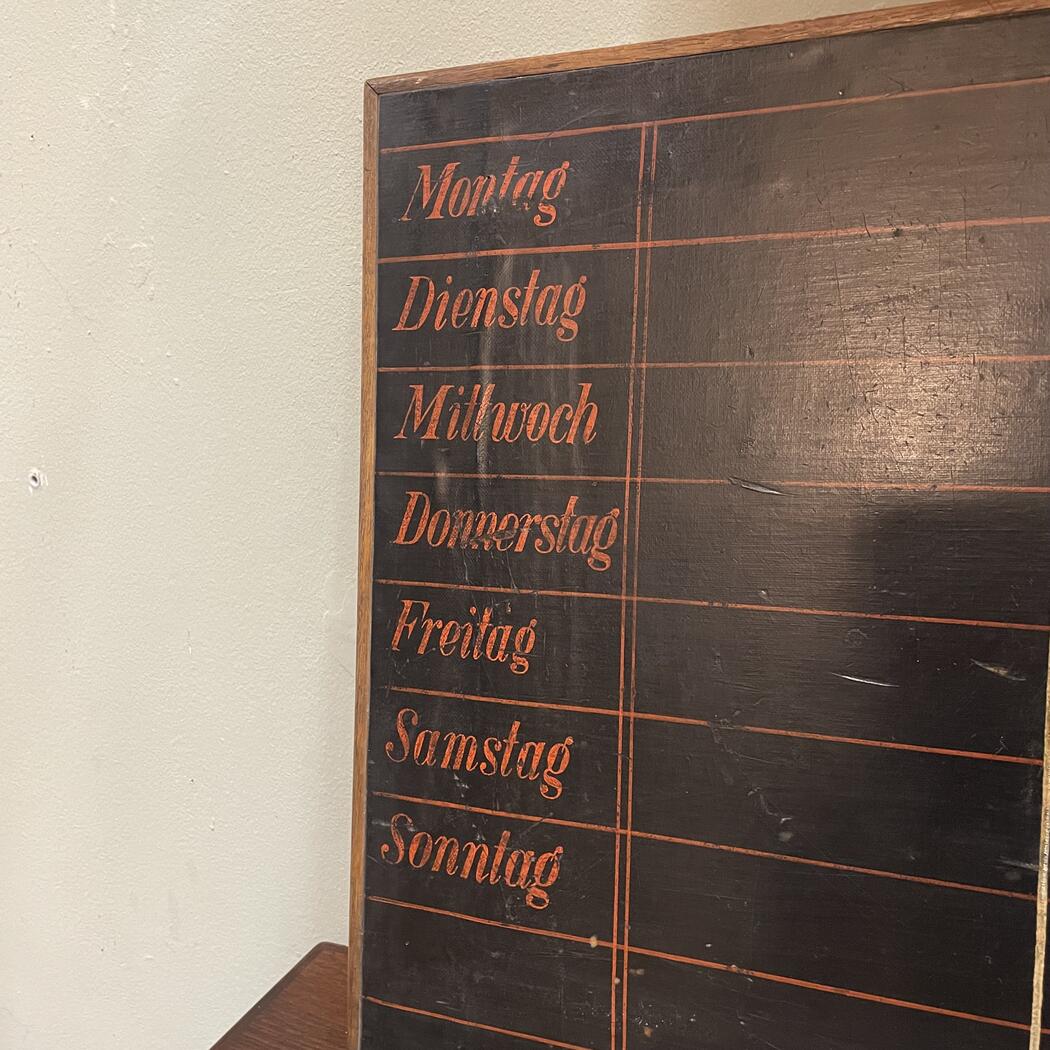 Montag
Dienstag
Mittwoch
Donnerstag
Freitag
Samstag
Sonntag